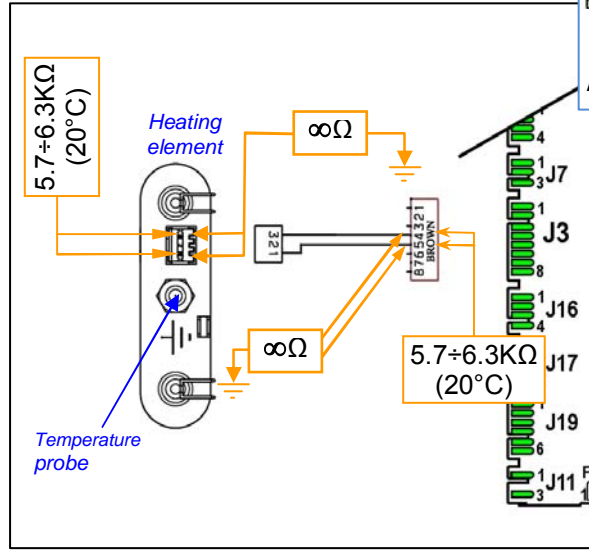 5.7÷6.3KΩ
(20°C)
Heating
element
∞Ω
321
87654321
BROWN
∞Ω
5.7÷6.3KΩ
(20°C)
Temperature
probe
4
1
J7
3
1
J3
8
1
J16
4
J17
J19
6
1
J11
3
1